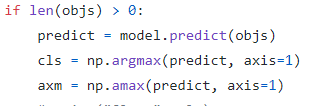 if len(objs) > 0:
    predict = model.predict(objs)
    cls = np.argmax(predict, axis=1)
    axm = np.amax(predict, axis=1)